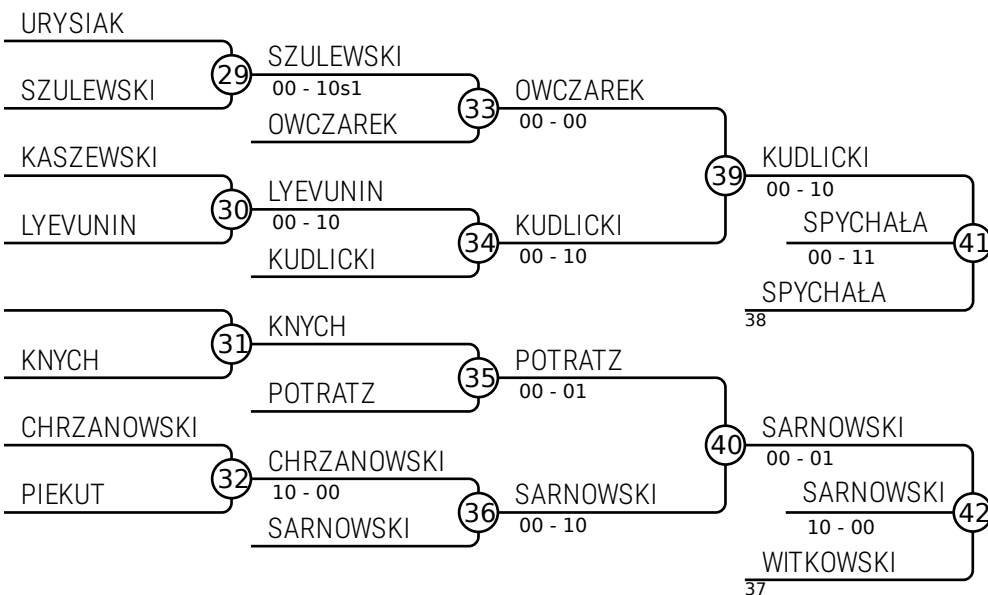 URYSIAK
29
SZULEWSKI
00 - 10s1
SZULEWSKI
33
OWCZAREK
00 - 00
OWCZAREK
KASZEWSKI
39
KUDLICKI
00 - 10
30
LYEVUNIN
00 - 10
LYEVUNIN
34
KUDLICKI
00 - 10
SPYCHAŁA
00 - 11
41
KUDLICKI
SPYCHAŁA
38
31
KNYCH
KNYCH
35
POTRATZ
00 - 01
POTRATZ
CHRZANOWSKI
40
SARNOWSKI
00 - 01
32
CHRZANOWSKI
10 - 00
PIEKUT
36
SARNOWSKI
00 - 10
SARNOWSKI
10 - 00
42
SARNOWSKI
WITKOWSKI
37